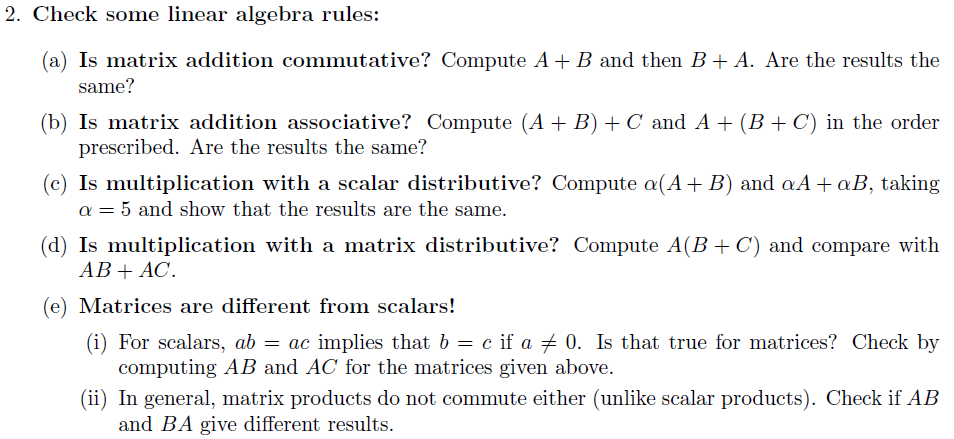 2. Check some linear algebra rules:
(a) Is matrix addition commutative? Compute A + B and then B + A. Are the results the
same?
(b) Is matrix addition associative? Compute (A + B) + C and A + (B + C) in the order
prescribed. Are the results the same?
(c) Is multiplication with a scalar distributive? Compute α(A + B) and αA + αB, taking
α = 5 and show that the results are the same.
(d) Is multiplication with a matrix distributive? Compute A(B + C) and compare with
AB + AC.
(e) Matrices are different from scalars!
(i) For scalars, ab = ac implies that b = c if a ≠ 0. Is that true for matrices? Check by
computing AB and AC for the matrices given above.
(ii) In general, matrix products do not commute either (unlike scalar products). Check if AB
and BA give different results.